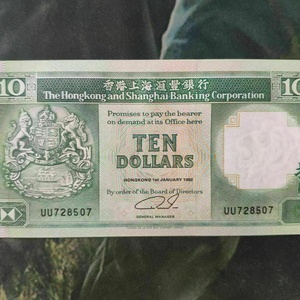 10 香港上海滙豐銀行 10
The Hongkong and Shanghai Banking Corporation
Promises to pay the bearer
on demand at its Office here
TEN
DOLLARS
HONGKONG 1st JANUARY 1992
By order of the Board of Directors
GENERAL MANAGER
UU728507 UU728507